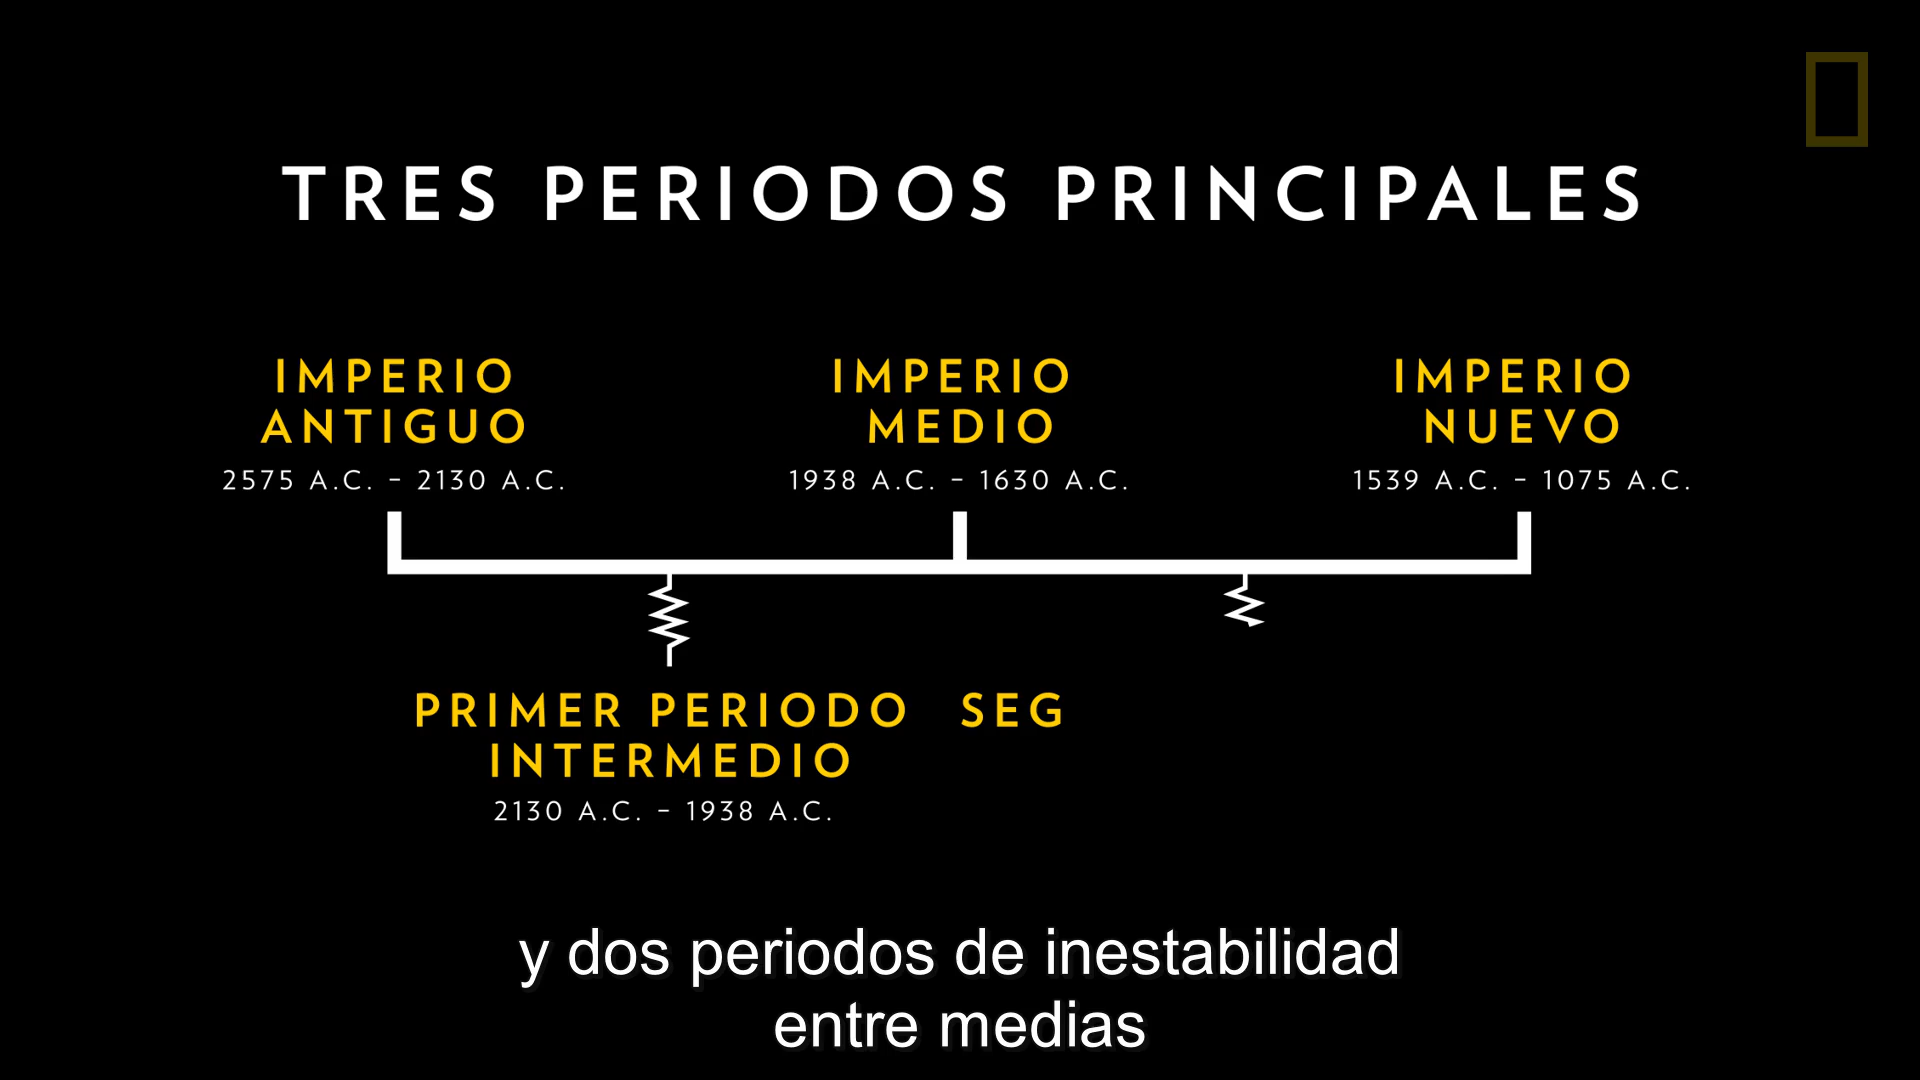 TRES PERIODOS PRINCIPALES
IMPERIO
ANTIGUO
2575 A.C. – 2130 A.C.
IMPERIO
MEDIO
1938 A.C. – 1630 A.C.
IMPERIO
NUEVO
1539 A.C. – 1075 A.C.
PRIMER PERIODO
INTERMEDIO
2130 A.C. – 1938 A.C.
SEG
y dos periodos de inestabilidad
entre medias